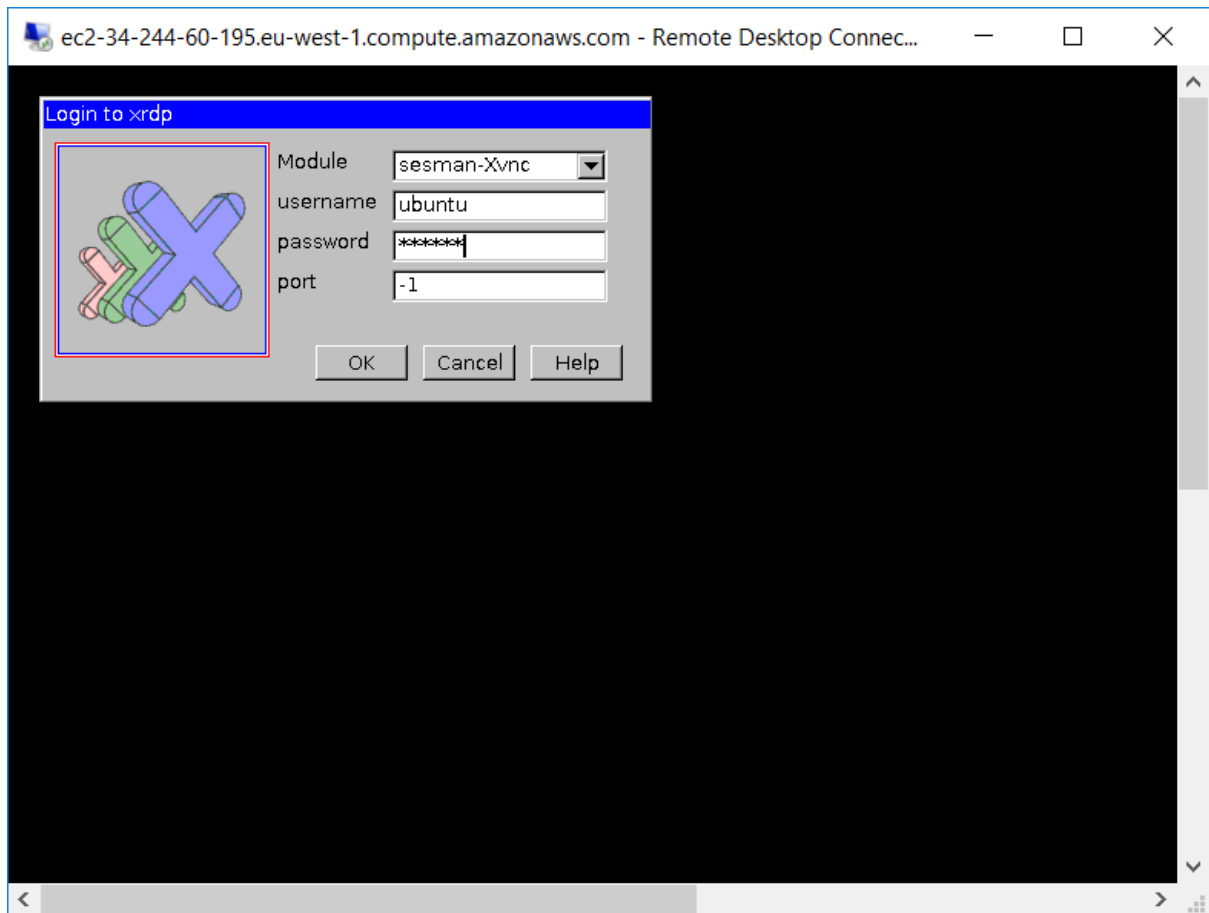 ec2-34-244-60-195.eu-west-1.compute.amazonaws.com - Remote Desktop Connec...
Login to xrdp
Module sesman-Xvnc
username ubuntu
password ******
port -1
OK Cancel Help